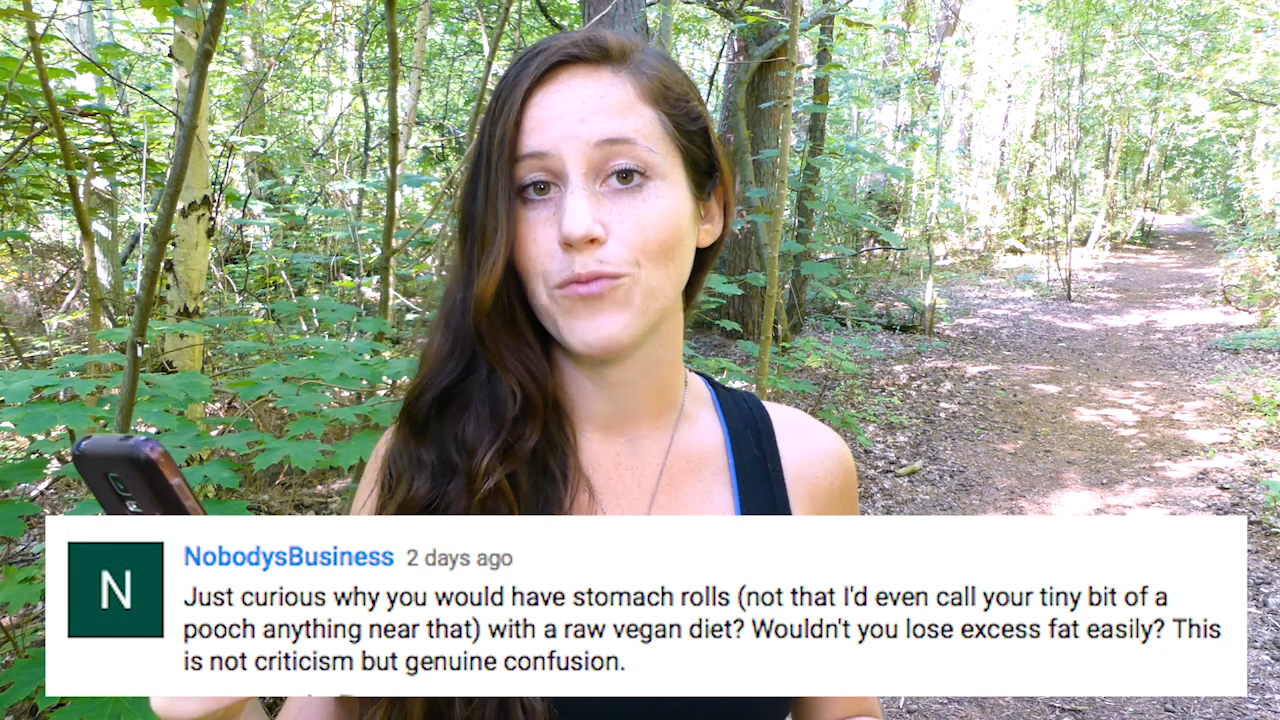 N
NobodysBusiness 2 days ago
Just curious why you would have stomach rolls (not that I'd even call your tiny bit of a
pooch anything near that) with a raw vegan diet? Wouldn't you lose excess fat easily? This
is not criticism but genuine confusion.